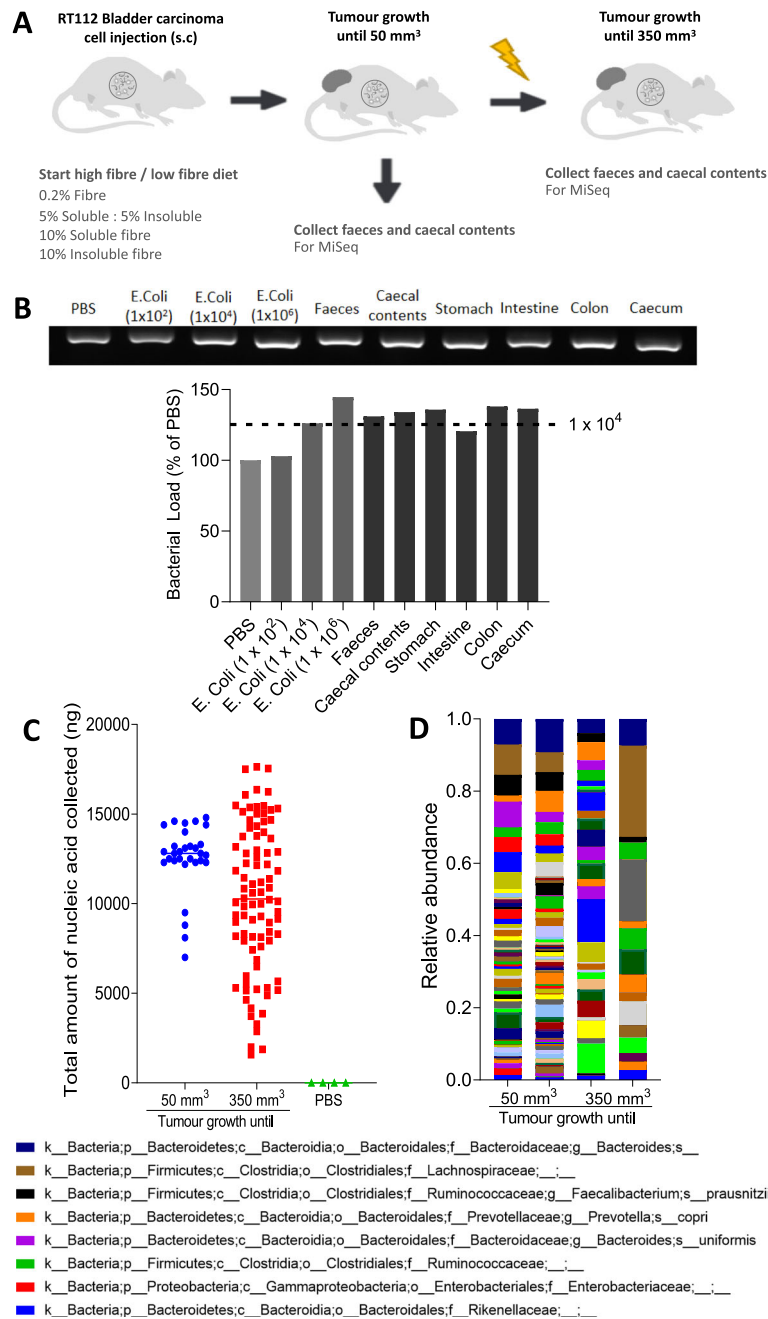 A
RT112 Bladder carcinoma
cell injection (s.c)
Tumour growth
until 50 mm³
Tumour growth
until 350 mm³
Start high fibre / low fibre diet
0.2% Fibre
5% Soluble : 5% Insoluble
10% Soluble fibre
10% Insoluble fibre
Collect faeces and caecal contents
For MiSeq
Collect faeces and caecal contents
For MiSeq
B
PBS
E.Coli
(1x10²)
E.Coli
(1x10⁴)
E.Coli
(1x10⁶)
Faeces
Caecal
contents
Stomach
Intestine
Colon
Caecum
Bacterial Load (% of PBS)
150
100
50
0
1 x 10⁴
PBS
E. Coli (1 x 10²)
E. Coli (1 x 10⁴)
E. Coli (1 x 10⁶)
Faeces
Caecal contents
Stomach
Intestine
Colon
Caecum
C
Total amount of nucleic acid collected (ng)
20000
15000
10000
5000
0
50 mm³
350 mm³
PBS
Tumour growth until
D
Relative abundance
1.0
0.8
0.6
0.4
0.2
0.0
50 mm³
350 mm³
Tumour growth until
k__Bacteria;p__Bacteroidetes;c__Bacteroidia;o__Bacteroidales;f__Bacteroidaceae;g__Bacteroides;s__
k__Bacteria;p__Firmicutes;c__Clostridia;o__Clostridiales;f__Lachnospiraceae;__;__
k__Bacteria;p__Firmicutes;c__Clostridia;o__Clostridiales;f__Ruminococcaceae;g__Faecalibacterium;s__prausnitzii
k__Bacteria;p__Bacteroidetes;c__Bacteroidia;o__Bacteroidales;f__Prevotellaceae;g__Prevotella;s__copri
k__Bacteria;p__Bacteroidetes;c__Bacteroidia;o__Bacteroidales;f__Bacteroidaceae;g__Bacteroides;s__uniformis
k__Bacteria;p__Firmicutes;c__Clostridia;o__Clostridiales;f__Ruminococcaceae;__;__
k__Bacteria;p__Proteobacteria;c__Gammaproteobacteria;o__Enterobacteriales;f__Enterobacteriaceae;__;__
k__Bacteria;p__Bacteroidetes;c__Bacteroidia;o__Bacteroidales;f__Rikenellaceae;__;__